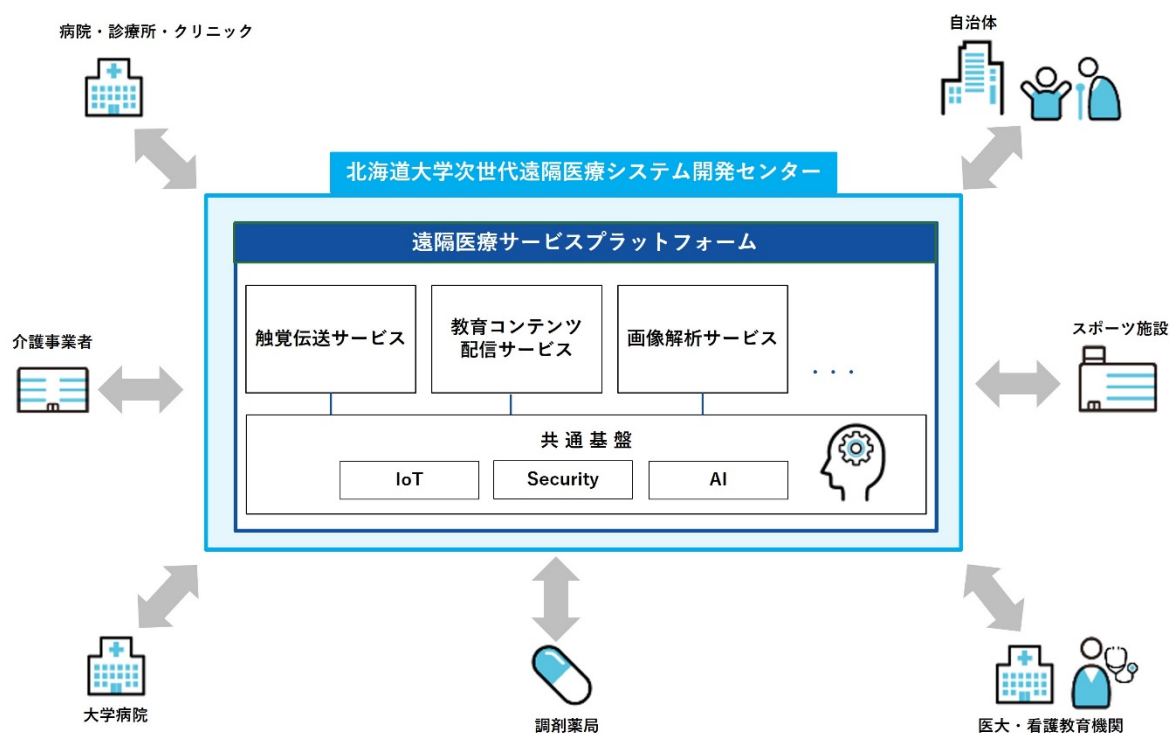 病院・診療所・クリニック
自治体
北海道大学次世代遠隔医療システム開発センター
遠隔医療サービスプラットフォーム
触覚伝送サービス
教育コンテンツ
配信サービス
画像解析サービス
・・・
介護事業者
スポーツ施設
共通基盤
IoT
Security
AI
大学病院
調剤薬局
医大・看護教育機関